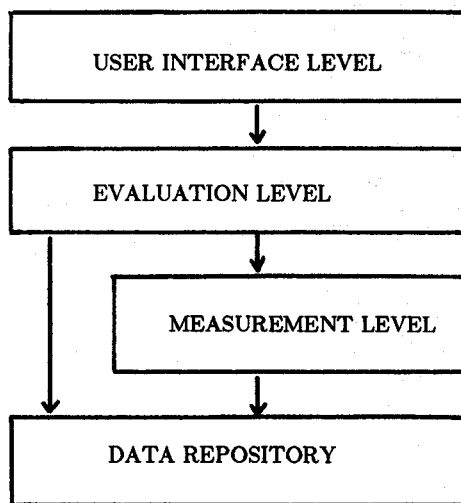 USER INTERFACE LEVEL
EVALUATION LEVEL
MEASUREMENT LEVEL
DATA REPOSITORY